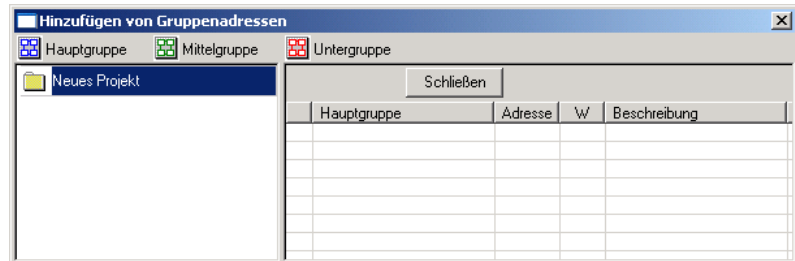 Hinzufügen von Gruppenadressen
Hauptgruppe Mittelgruppe Untergruppe
Neues Projekt
Schließen
Hauptgruppe Adresse W Beschreibung